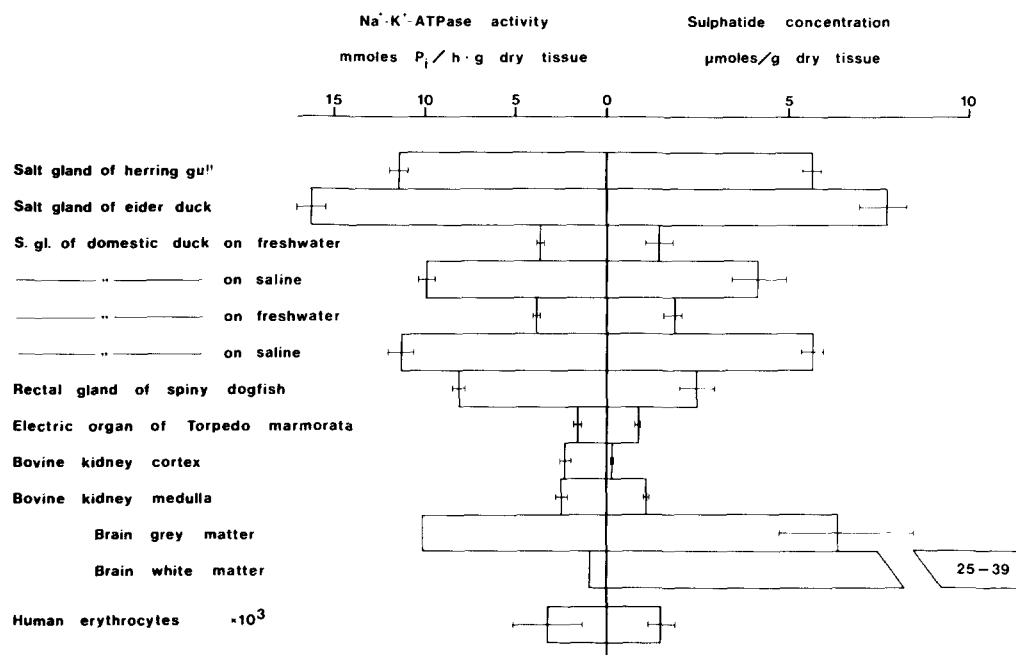 Na⁺-K⁺-ATPase activity Sulphatide concentration
mmoles Pi / h · g dry tissue μmoles/g dry tissue
15 10 5 0 5 10
Salt gland of herring gull
Salt gland of eider duck
S. gl. of domestic duck on freshwater
——— " ——— on saline
——— " ——— on freshwater
——— " ——— on saline
Rectal gland of spiny dogfish
Electric organ of Torpedo marmorata
Bovine kidney cortex
Bovine kidney medulla
Brain grey matter
Brain white matter 25–39
Human erythrocytes ×10³